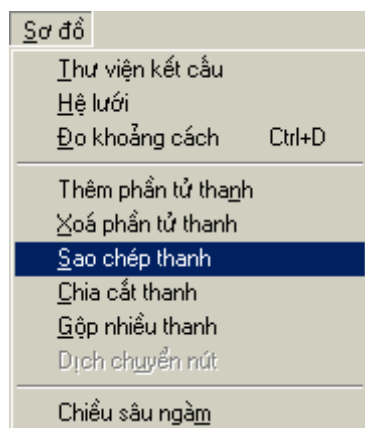 Sơ đồ
Thư viện kết cấu
Hệ lưới
Đo khoảng cách Ctrl+D
Thêm phần tử thanh
Xoá phần tử thanh
Sao chép thanh
Chia cắt thanh
Gộp nhiều thanh
Dịch chuyển nút
Chiều sâu ngàm